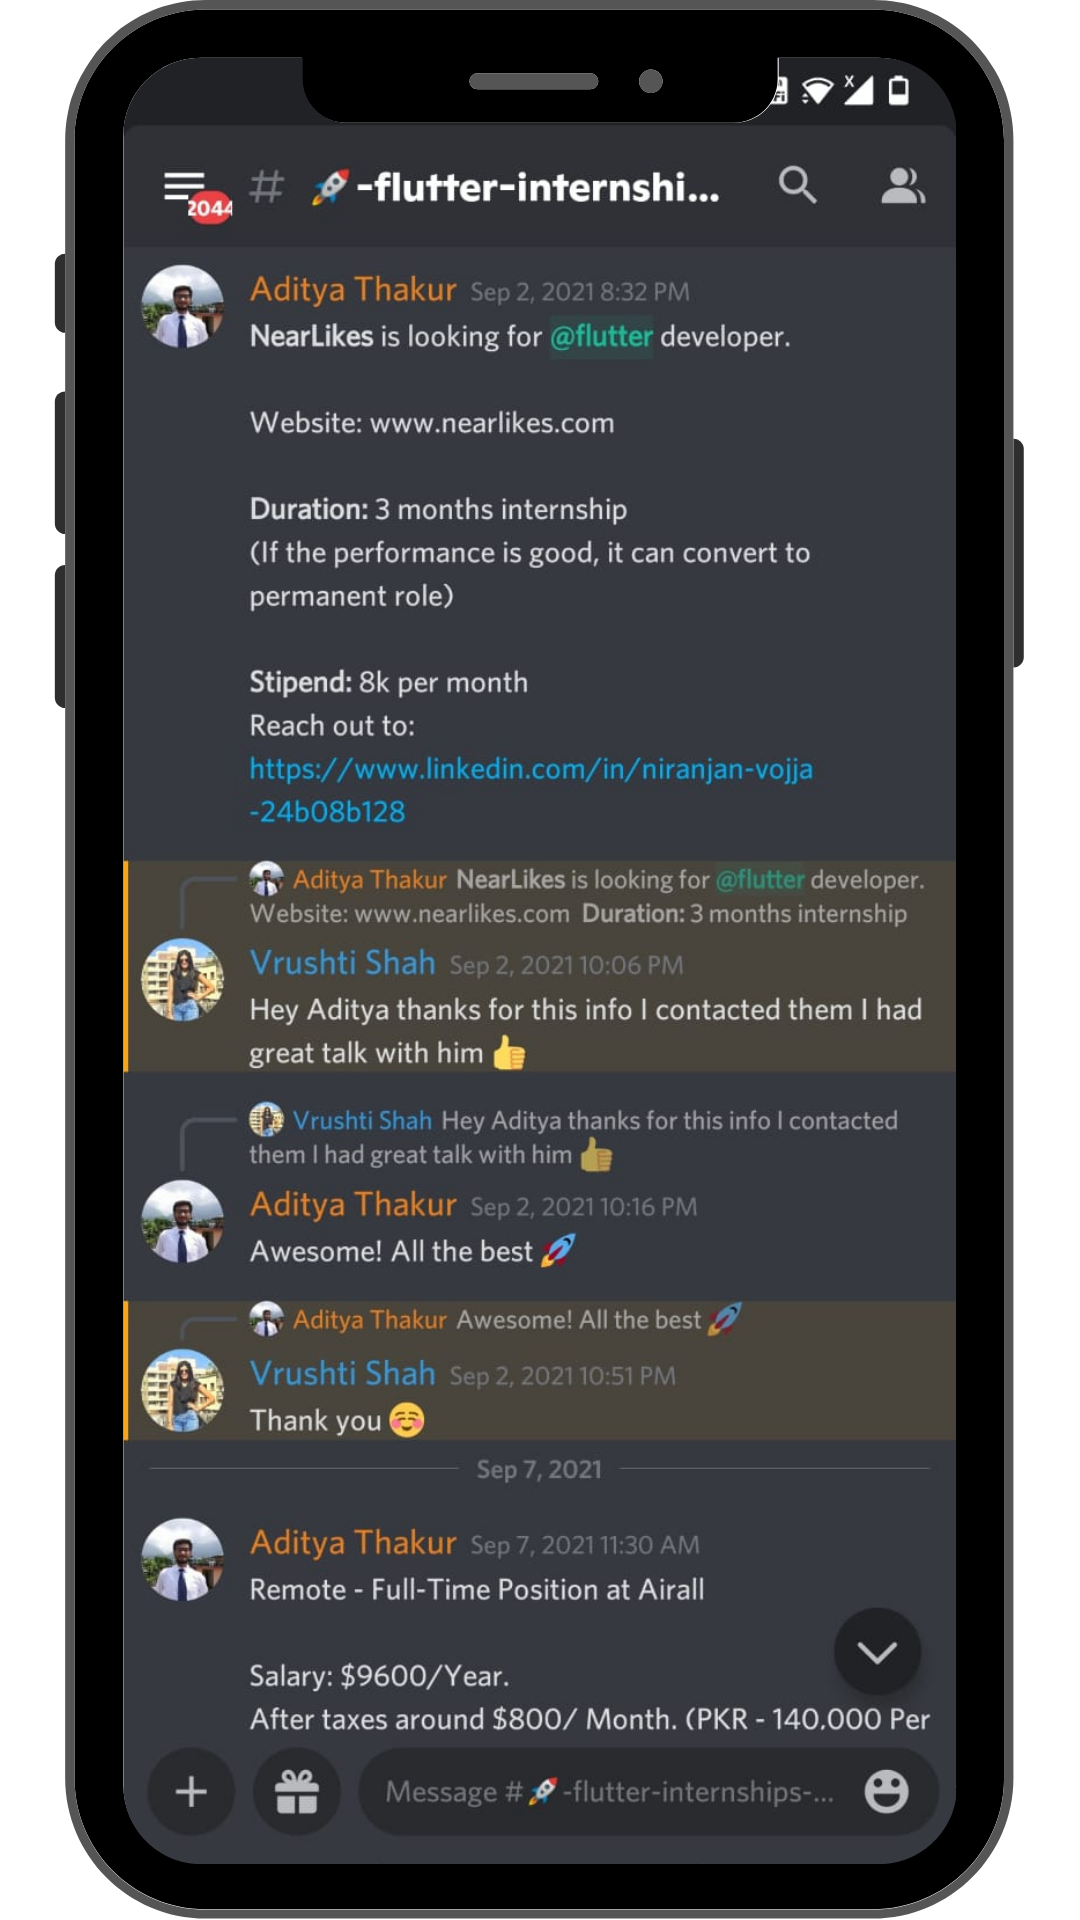 2044
# 🚀-flutter-internshi...
Aditya Thakur Sep 2, 2021 8:32 PM
NearLikes is looking for @flutter developer.
Website: www.nearlikes.com
Duration: 3 months internship
(If the performance is good, it can convert to
permanent role)
Stipend: 8k per month
Reach out to:
https://www.linkedin.com/in/niranjan-vojja
-24b08b128
Aditya Thakur NearLikes is looking for @flutter developer.
Website: www.nearlikes.com Duration: 3 months internship
Vrushti Shah Sep 2, 2021 10:06 PM
Hey Aditya thanks for this info I contacted them I had
great talk with him 👍
Vrushti Shah Hey Aditya thanks for this info I contacted
them I had great talk with him 👍
Aditya Thakur Sep 2, 2021 10:16 PM
Awesome! All the best 🚀
Aditya Thakur Awesome! All the best 🚀
Vrushti Shah Sep 2, 2021 10:51 PM
Thank you ☺️
Sep 7, 2021
Aditya Thakur Sep 7, 2021 11:30 AM
Remote - Full-Time Position at Airall
Salary: $9600/Year.
After taxes around $800/ Month. (PKR - 140,000 Per
Message #🚀-flutter-internships-...